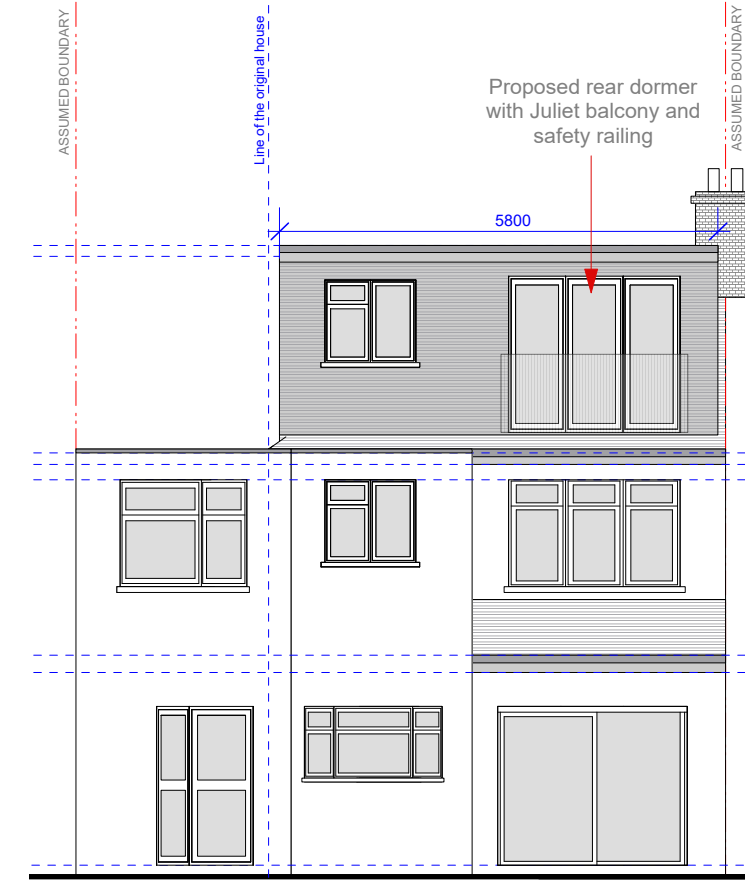 ASSUMED BOUNDARY
Line of the original house
ASSUMED BOUNDARY
Proposed rear dormer
with Juliet balcony and
safety railing
5800